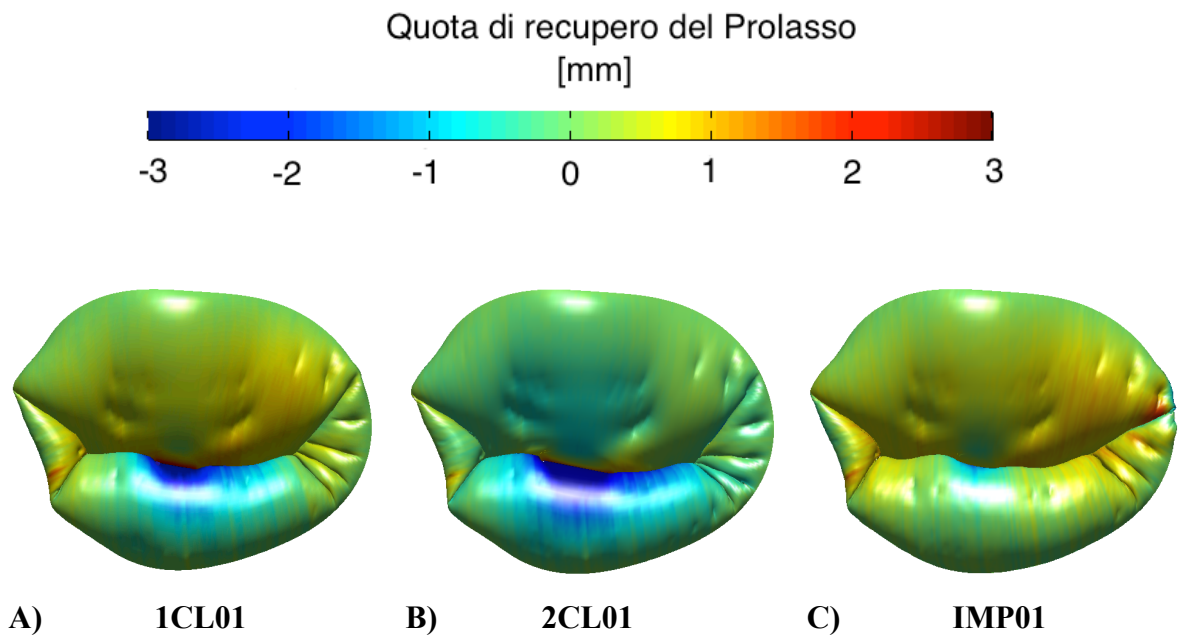 Quota di recupero del Prolasso
[mm]
-3 -2 -1 0 1 2 3
A) 1CL01 B) 2CL01 C) IMP01